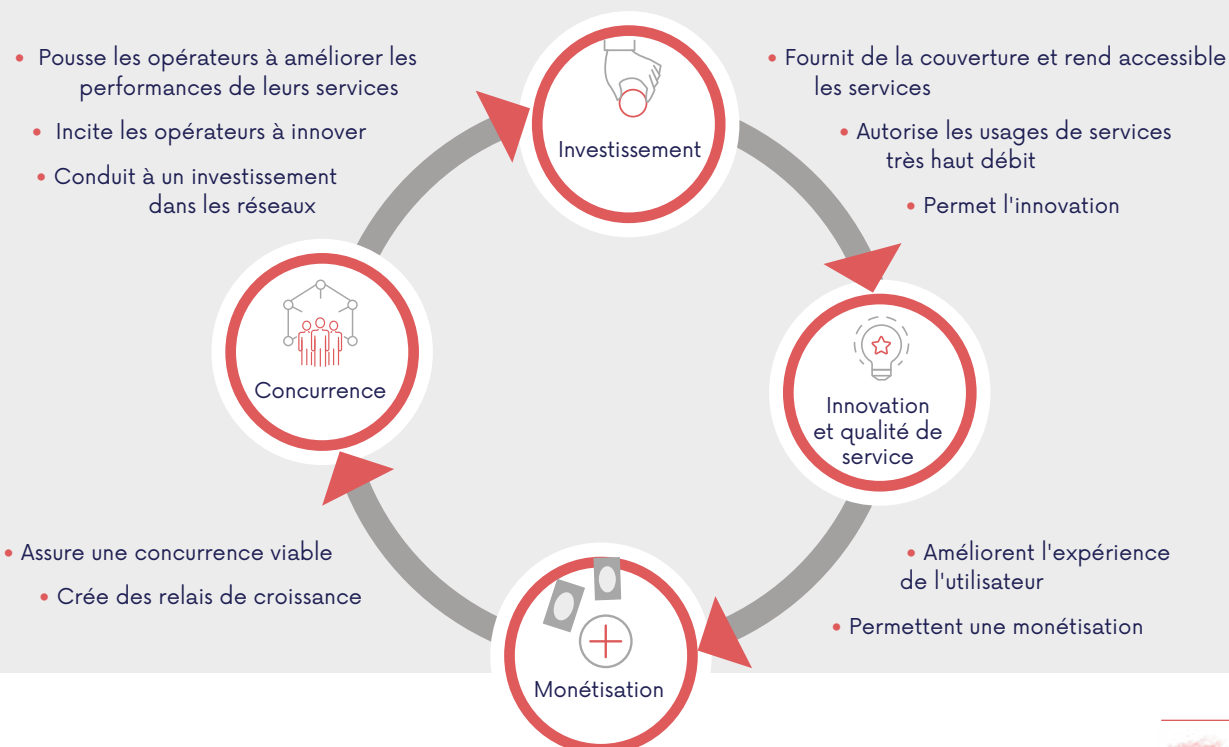 • Pousse les opérateurs à améliorer les
performances de leurs services
• Incite les opérateurs à innover
• Conduit à un investissement
dans les réseaux
Investissement
• Fournit de la couverture et rend accessible
les services
• Autorise les usages de services
très haut débit
• Permet l'innovation
Concurrence
Innovation
et qualité de
service
• Assure une concurrence viable
• Crée des relais de croissance
• Améliorent l'expérience
de l'utilisateur
• Permettent une monétisation
Monétisation